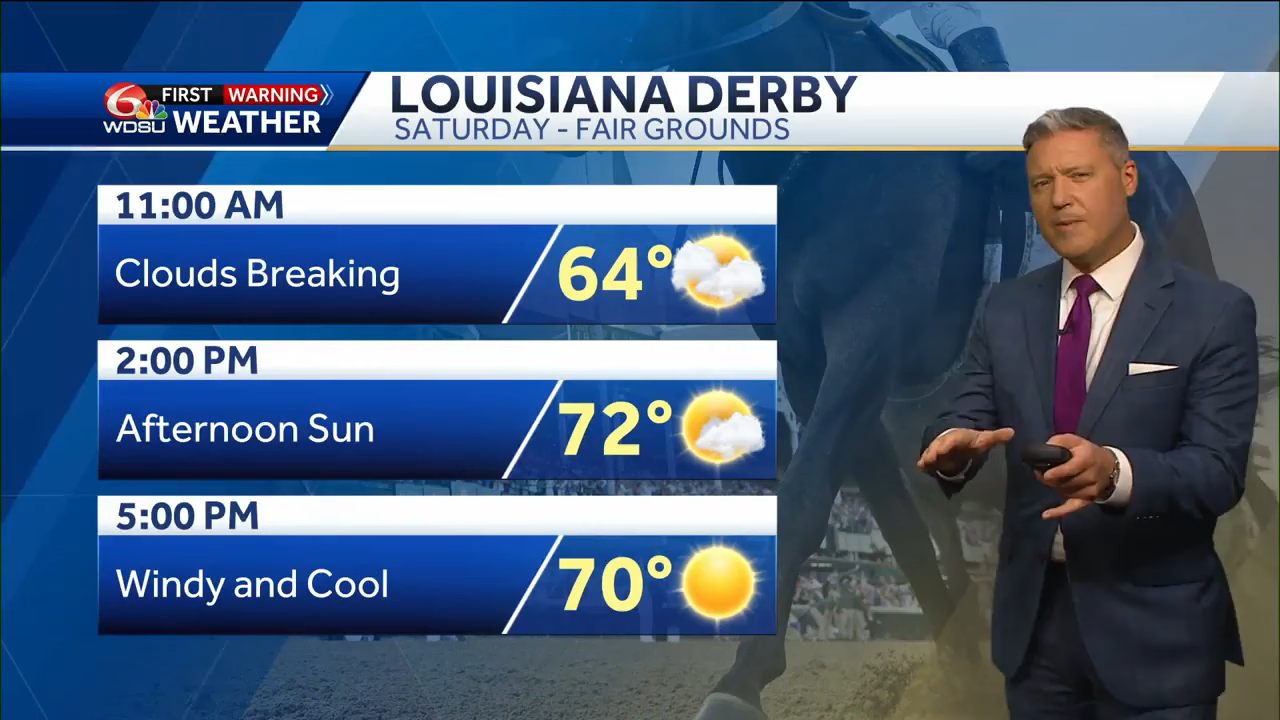 LOUISIANA DERBY
SATURDAY - FAIR GROUNDS
6 FIRST WARNING
WDSU WEATHER
11:00 AM
Clouds Breaking 64°
2:00 PM
Afternoon Sun 72°
5:00 PM
Windy and Cool 70°